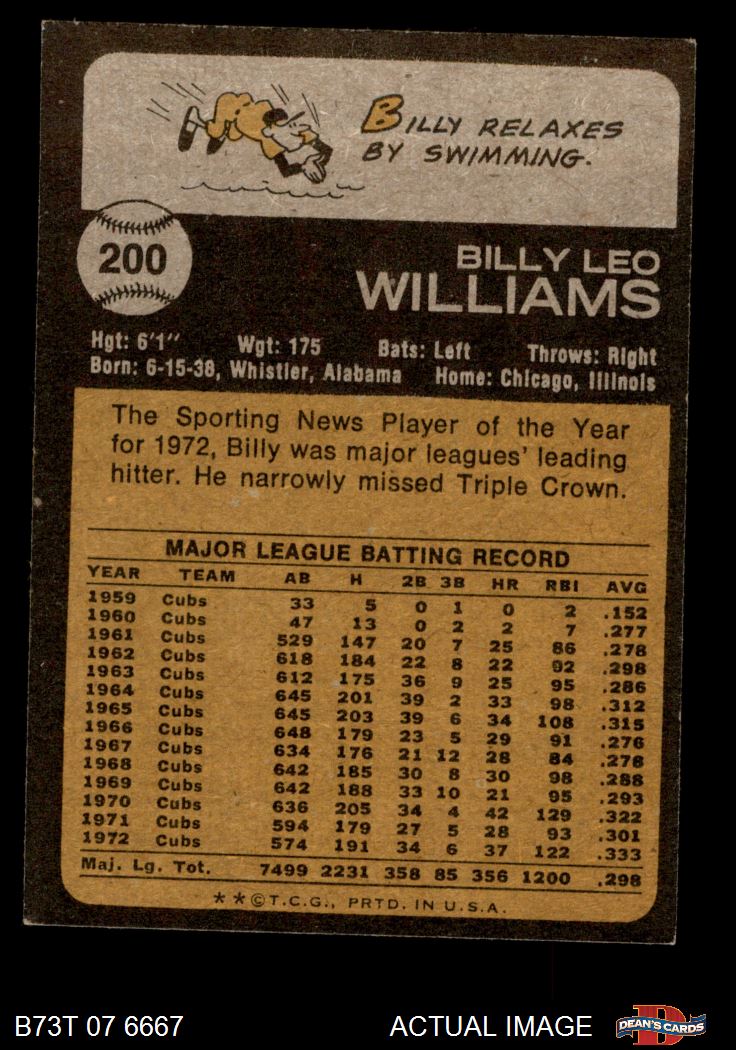 BILLY RELAXES
BY SWIMMING.
200
BILLY LEO
WILLIAMS
Hgt: 6'1" Wgt: 175 Bats: Left Throws: Right
Born: 6-15-38, Whistler, Alabama Home: Chicago, Illinois
The Sporting News Player of the Year
for 1972, Billy was major leagues' leading
hitter. He narrowly missed Triple Crown.
MAJOR LEAGUE BATTING RECORD
YEAR TEAM AB H 2B 3B HR RBI AVG
1959 Cubs 33 5 0 1 0 2 .152
1960 Cubs 47 13 0 2 2 7 .277
1961 Cubs 529 147 20 7 25 86 .278
1962 Cubs 618 184 22 8 22 92 .298
1963 Cubs 612 175 36 9 25 95 .286
1964 Cubs 645 201 39 2 33 98 .312
1965 Cubs 645 203 39 6 34 108 .315
1966 Cubs 648 179 23 5 29 91 .276
1967 Cubs 634 176 21 12 28 84 .278
1968 Cubs 642 185 30 8 30 98 .288
1969 Cubs 642 188 33 10 21 95 .293
1970 Cubs 636 205 34 4 42 129 .322
1971 Cubs 594 179 27 5 28 93 .301
1972 Cubs 574 191 34 6 37 122 .333
Maj. Lg. Tot. 7499 2231 358 85 356 1200 .298
**©T.C.G., PRTD. IN U.S.A.
B73T 07 6667 ACTUAL IMAGE
D
DEAN'S CARDS